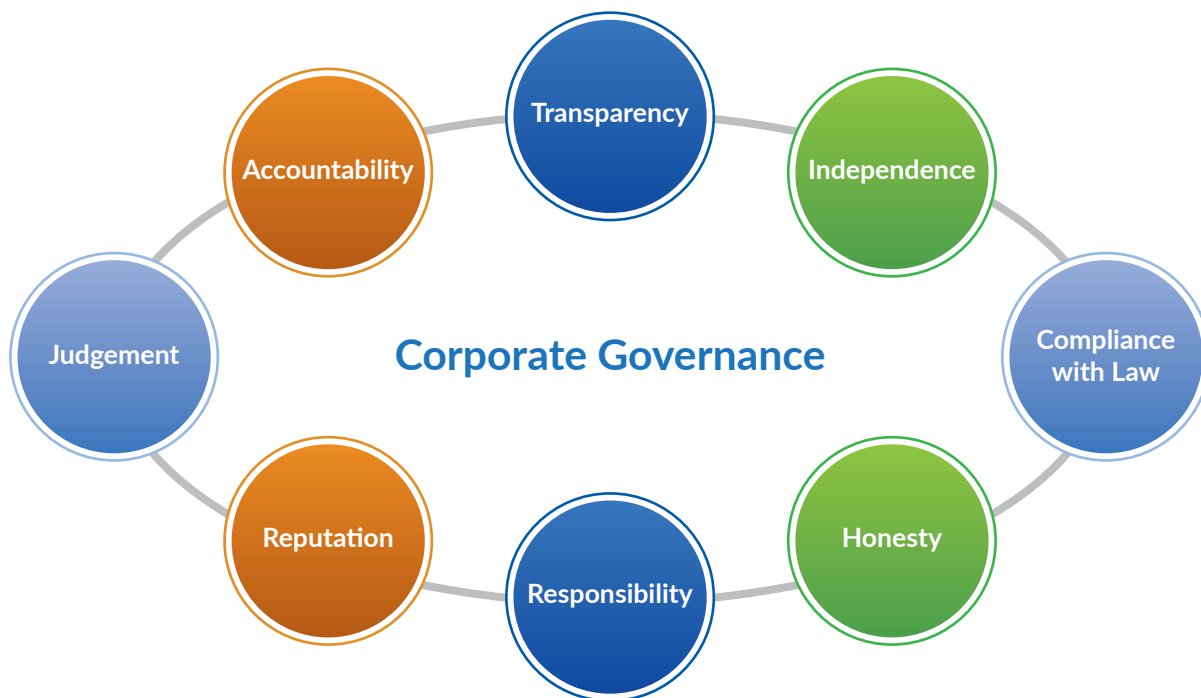 Transparency
Accountability
Independence
Judgement
Corporate Governance
Compliance
with Law
Reputation
Honesty
Responsibility